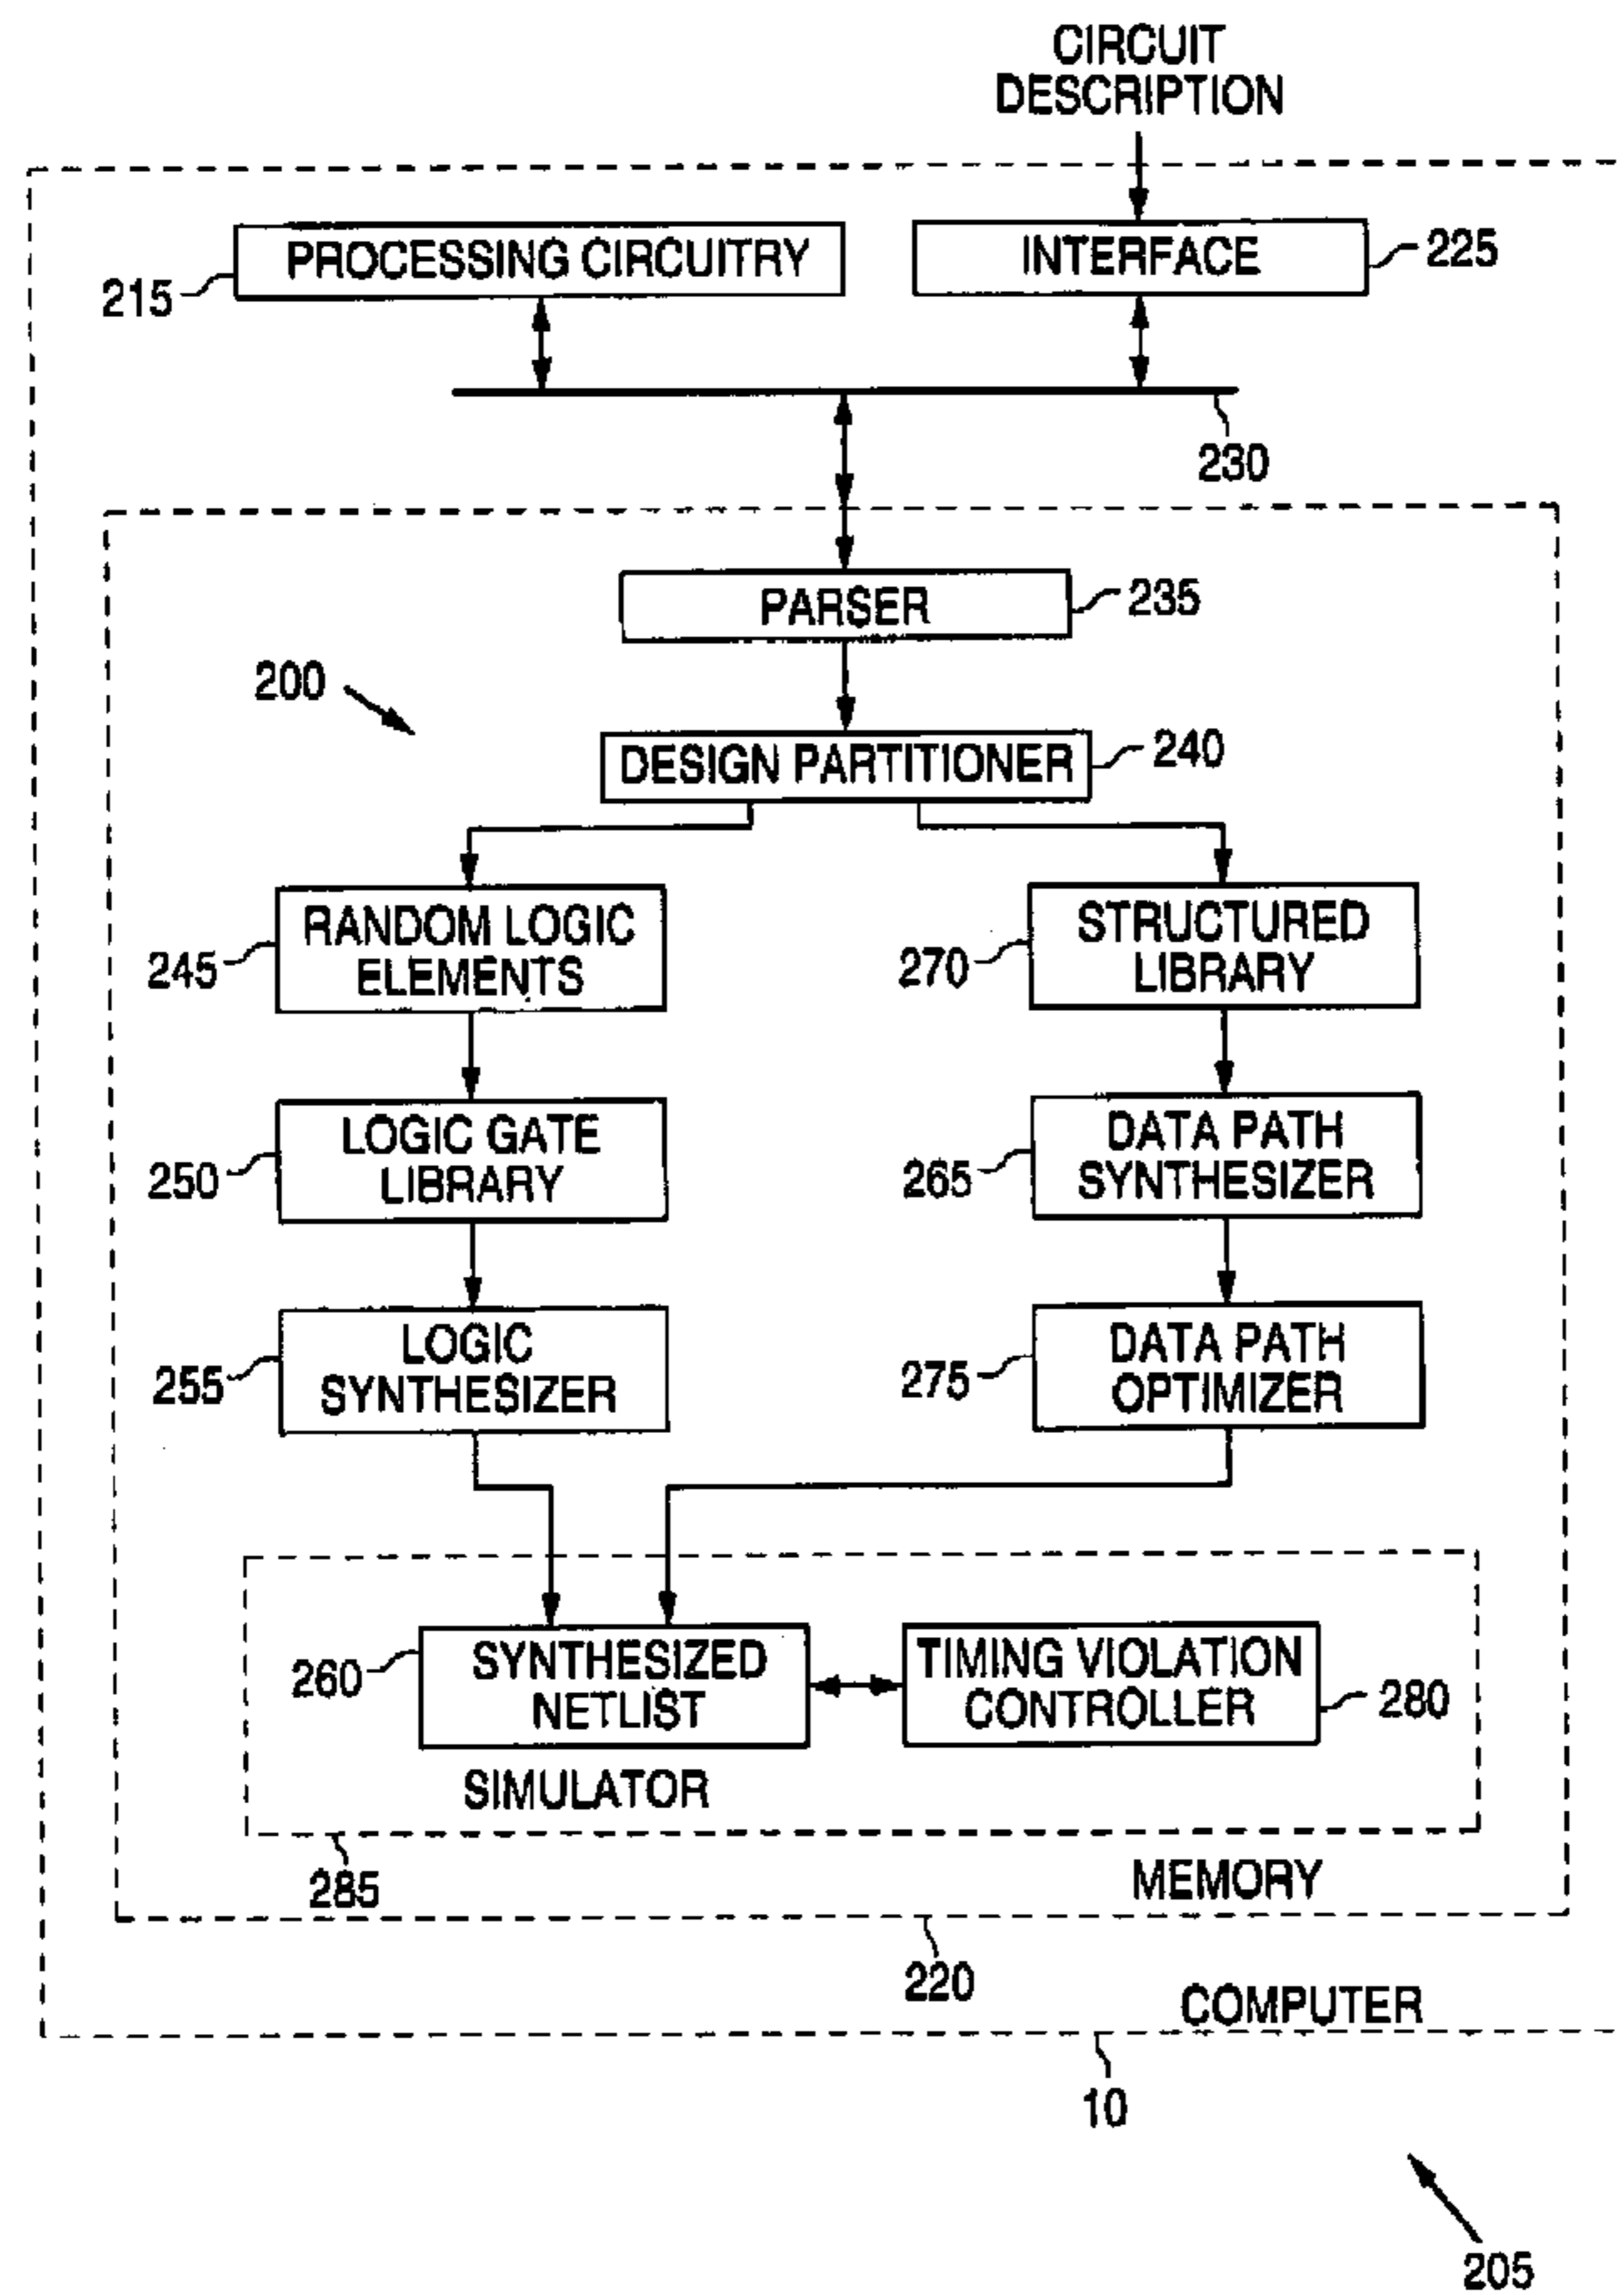 CIRCUIT
DESCRIPTION
PROCESSING CIRCUITRY
INTERFACE
225
215
230
PARSER
235
200
DESIGN PARTITIONER
240
RANDOM LOGIC
ELEMENTS
245
STRUCTURED
LIBRARY
270
LOGIC GATE
LIBRARY
250
DATA PATH
SYNTHESIZER
265
LOGIC
SYNTHESIZER
255
DATA PATH
OPTIMIZER
275
SYNTHESIZED
NETLIST
260
TIMING VIOLATION
CONTROLLER
280
SIMULATOR
285
MEMORY
220
COMPUTER
10
205